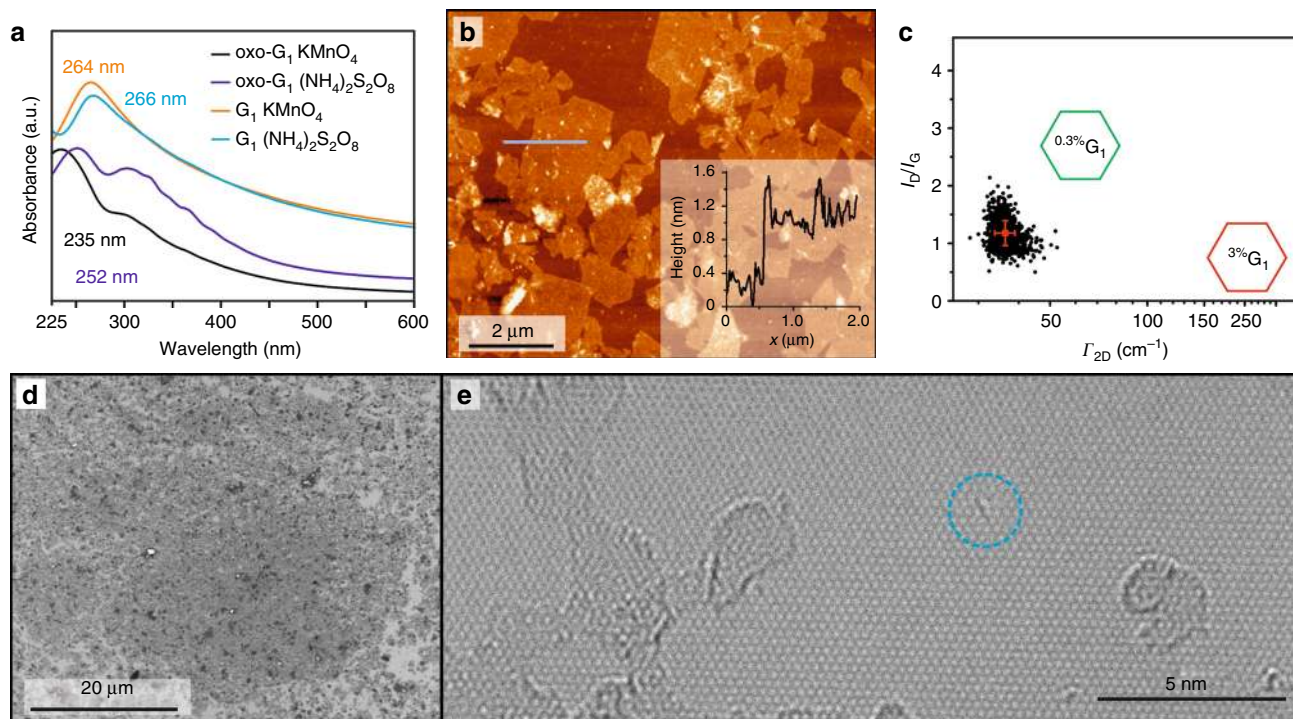 a
Absorbance (a.u.)
264 nm
266 nm
235 nm
252 nm
oxo-G₁ KMnO₄
oxo-G₁ (NH₄)₂S₂O₈
G₁ KMnO₄
G₁ (NH₄)₂S₂O₈
225 300 400 500 600
Wavelength (nm)
b
2 μm
Height (nm)
1.6
1.2
0.8
0.4
0
0 1.0 2.0
x (μm)
c
I_D/I_G
4
3
2
1
0
0.3%G₁
3%G₁
50 100 150 250
Γ2D (cm⁻¹)
d
20 μm
e
5 nm